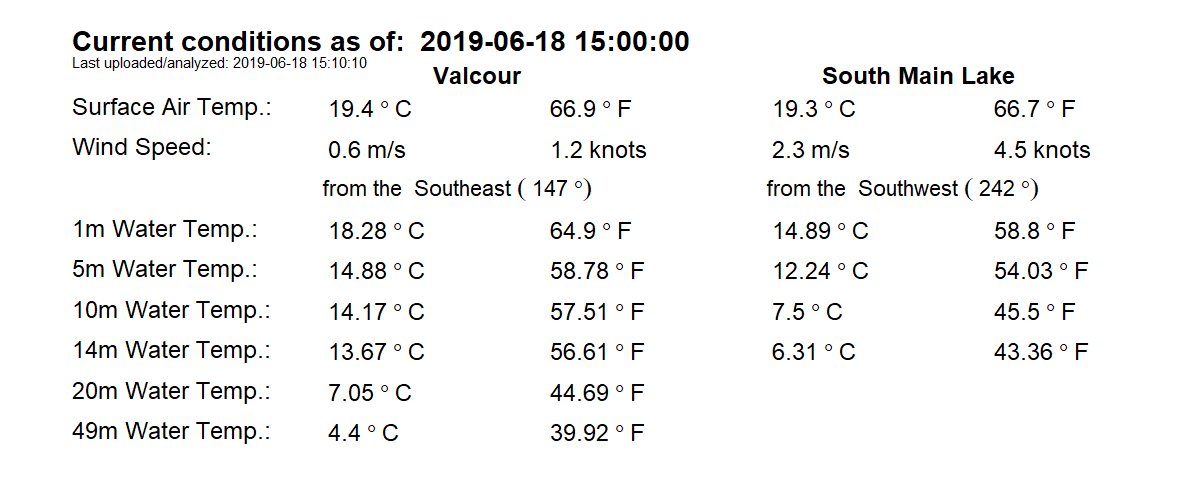 Current conditions as of: 2019-06-18 15:00:00
Last uploaded/analyzed: 2019-06-18 15:10:10
Valcour South Main Lake
Surface Air Temp.: 19.4 ° C 66.9 ° F 19.3 ° C 66.7 ° F
Wind Speed: 0.6 m/s 1.2 knots 2.3 m/s 4.5 knots
from the Southeast ( 147 °) from the Southwest ( 242 °)
1m Water Temp.: 18.28 ° C 64.9 ° F 14.89 ° C 58.8 ° F
5m Water Temp.: 14.88 ° C 58.78 ° F 12.24 ° C 54.03 ° F
10m Water Temp.: 14.17 ° C 57.51 ° F 7.5 ° C 45.5 ° F
14m Water Temp.: 13.67 ° C 56.61 ° F 6.31 ° C 43.36 ° F
20m Water Temp.: 7.05 ° C 44.69 ° F
49m Water Temp.: 4.4 ° C 39.92 ° F